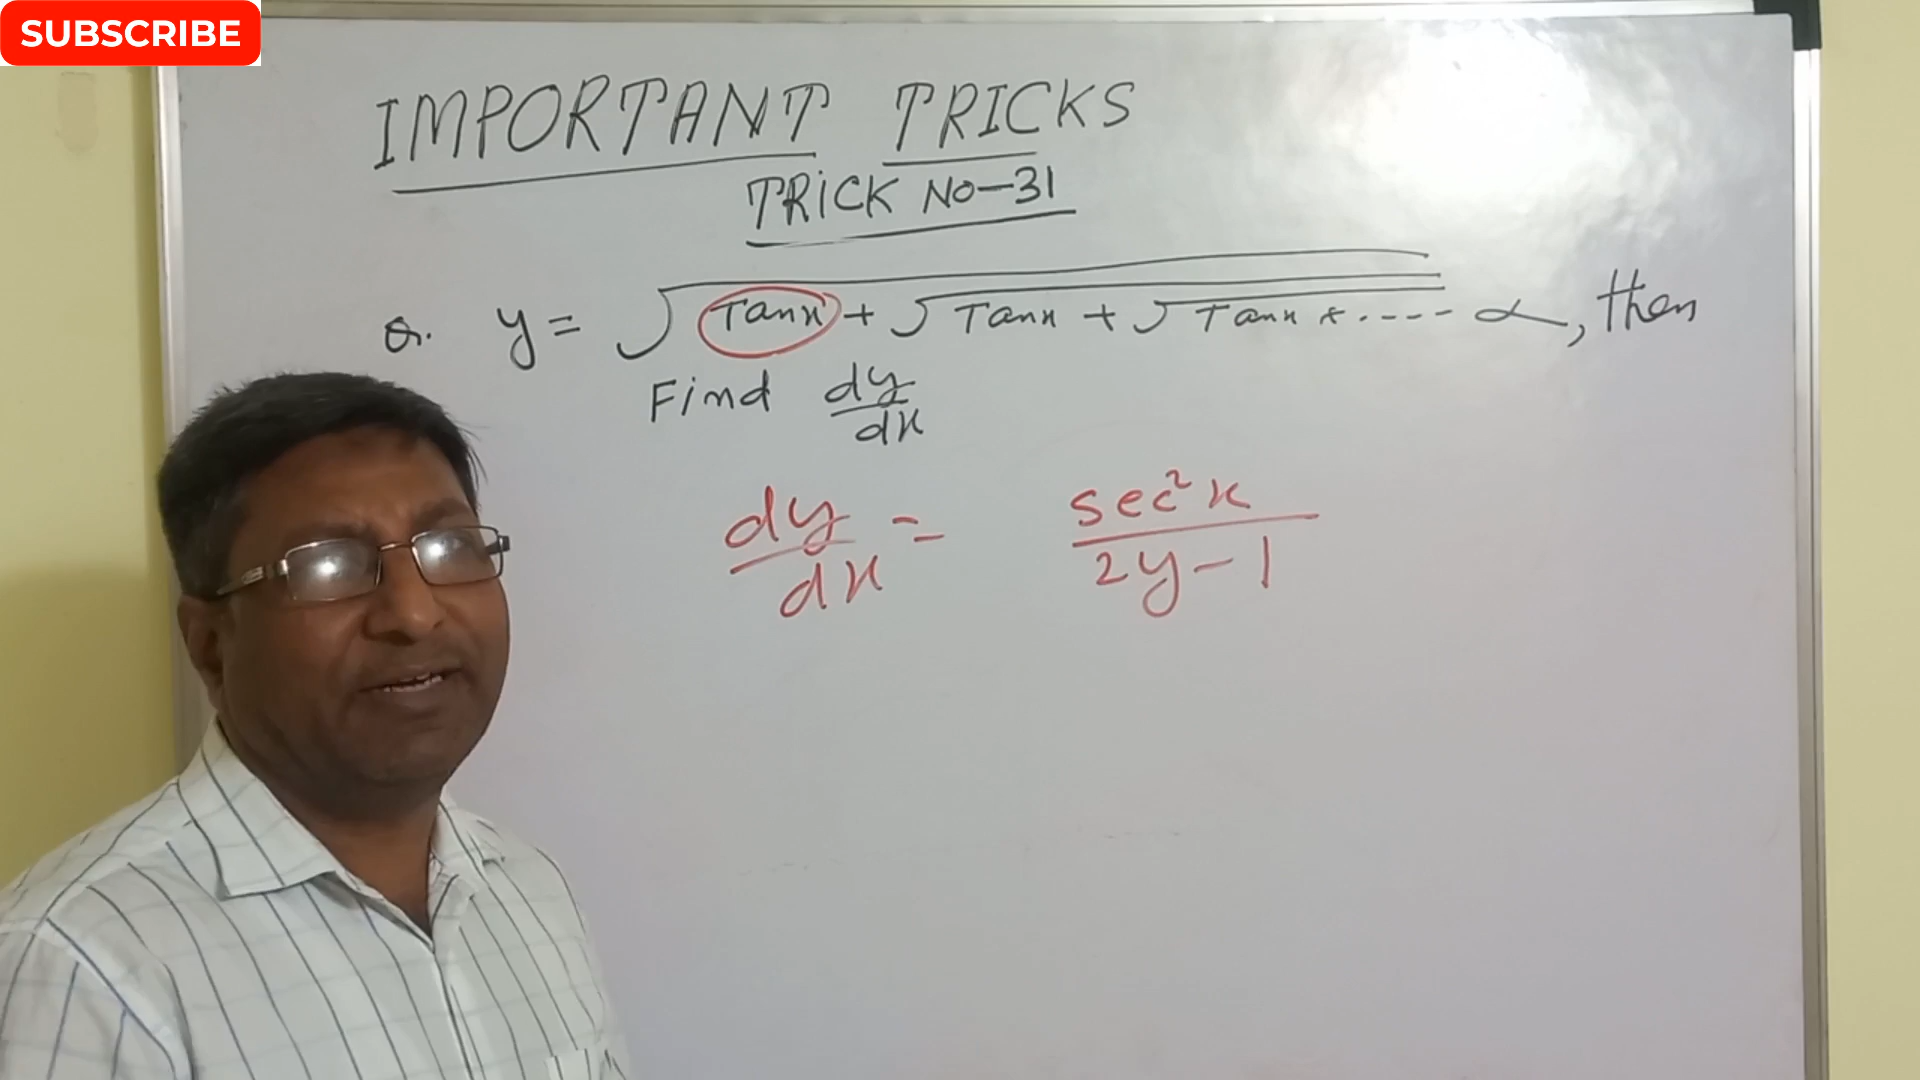 SUBSCRIBE
IMPORTANT TRICKS
TRICK NO-31
Q. y = √Tanx + √Tanx + √Tanx + ---- ∝, then
Find dy/dx
dy/dx = sec²x/2y-1